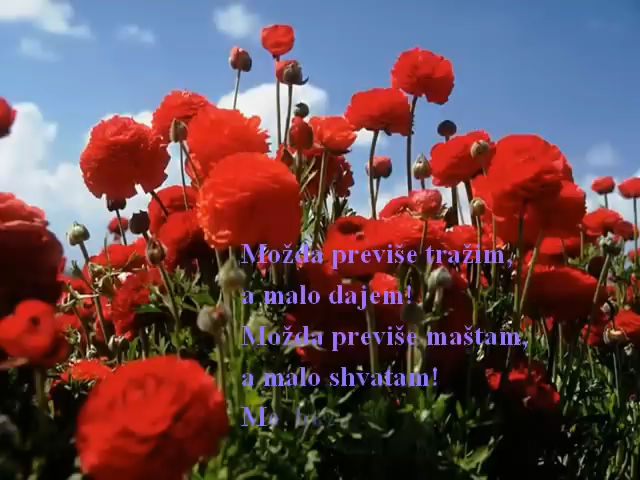 Možda previše tražim,
a malo dajem!
Možda previše maštam,
a malo shvatam!